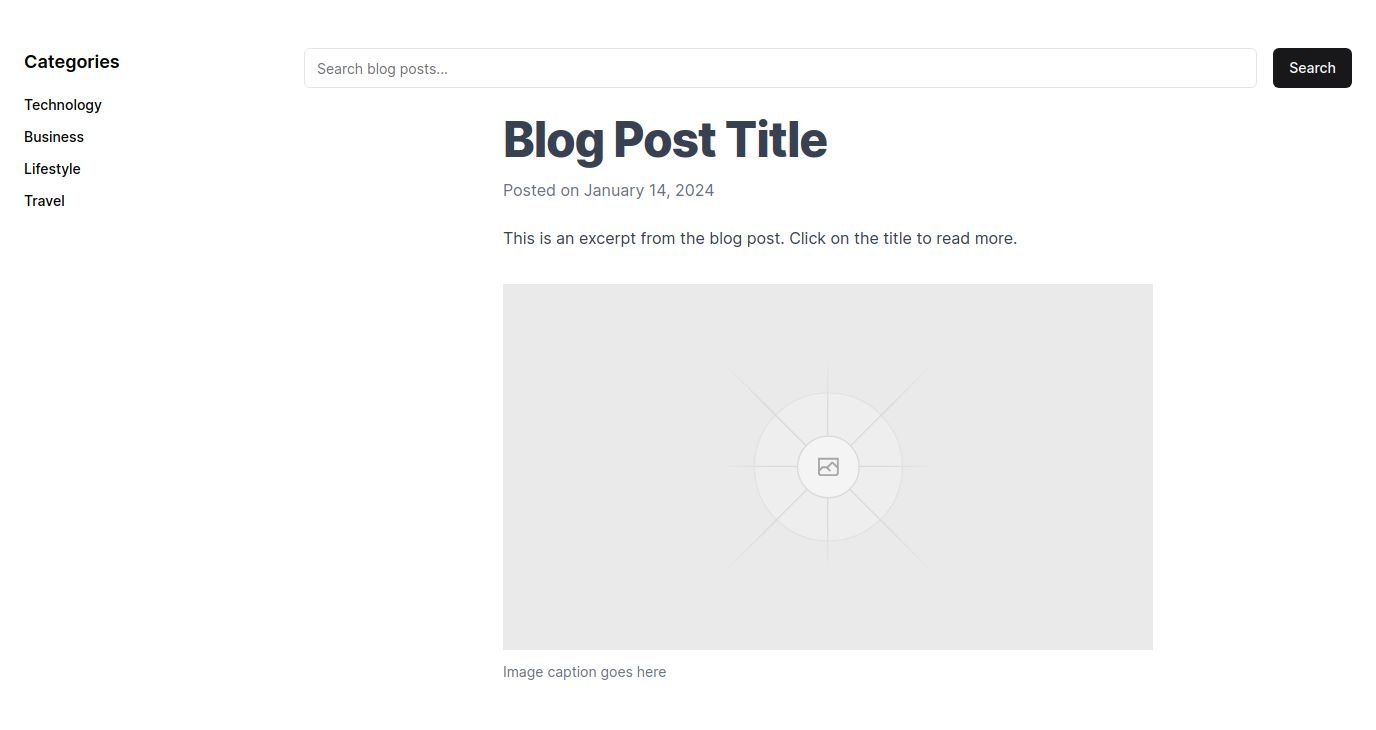 Categories
Technology
Business
Lifestyle
Travel
Search blog posts...
Search
Blog Post Title
Posted on January 14, 2024
This is an excerpt from the blog post. Click on the title to read more.
Image caption goes here